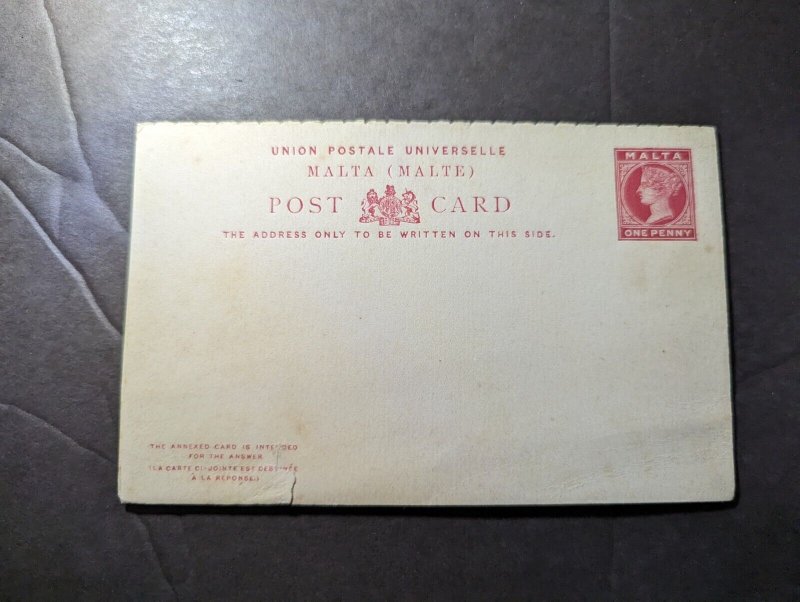 UNION POSTALE UNIVERSELLE
MALTA (MALTE)
POST CARD
THE ADDRESS ONLY TO BE WRITTEN ON THIS SIDE.
MALTA
ONE PENNY
THE ANNEXED CARD IS INTENDED
FOR THE ANSWER
(LA CARTE CI-JOINTE EST DESTINÉE
À LA RÉPONSE.)